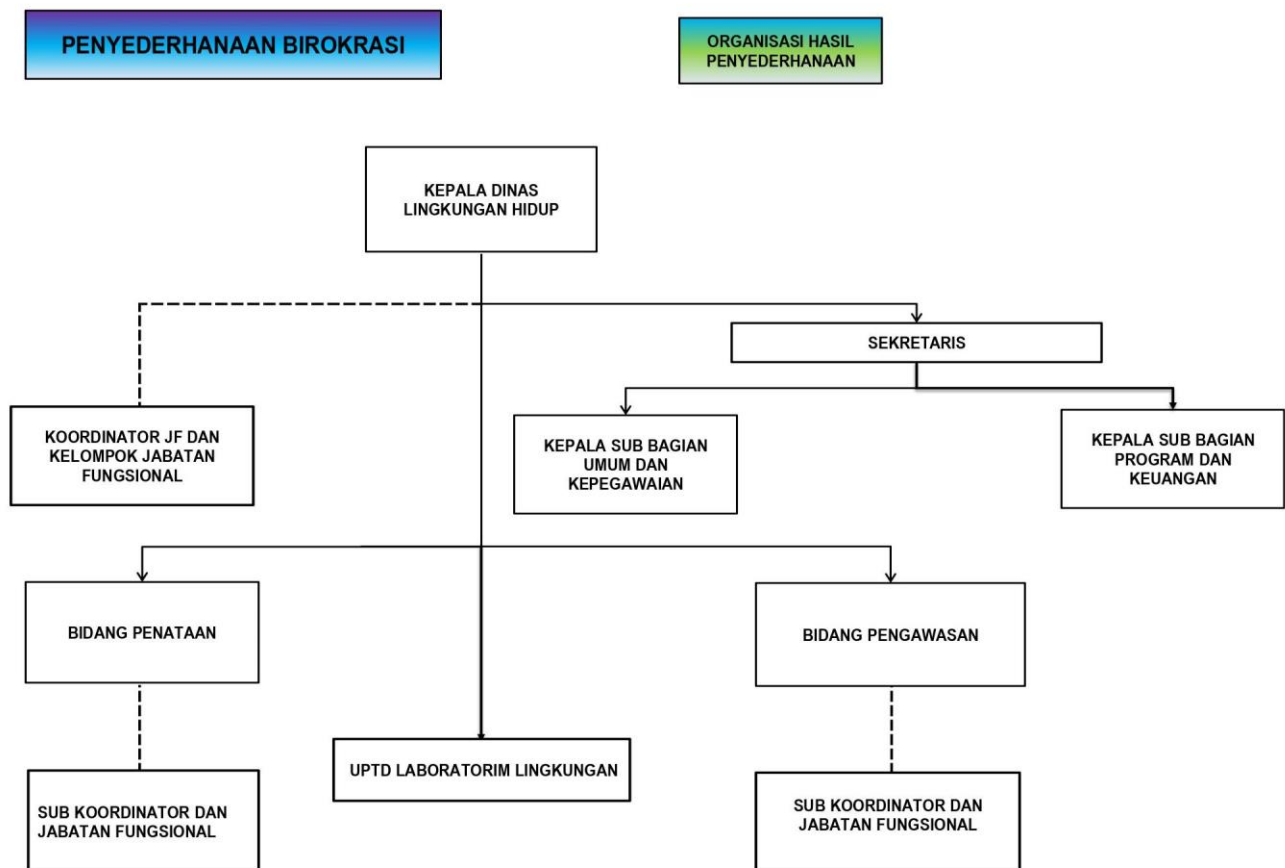 PENYEDERHANAAN BIROKRASI
ORGANISASI HASIL
PENYEDERHANAAN
KEPALA DINAS
LINGKUNGAN HIDUP
SEKRETARIS
KOORDINATOR JF DAN
KELOMPOK JABATAN
FUNGSIONAL
KEPALA SUB BAGIAN
UMUM DAN
KEPEGAWAIAN
KEPALA SUB BAGIAN
PROGRAM DAN
KEUANGAN
BIDANG PENATAAN
BIDANG PENGAWASAN
UPTD LABORATORIM LINGKUNGAN
SUB KOORDINATOR DAN
JABATAN FUNGSIONAL
SUB KOORDINATOR DAN
JABATAN FUNGSIONAL